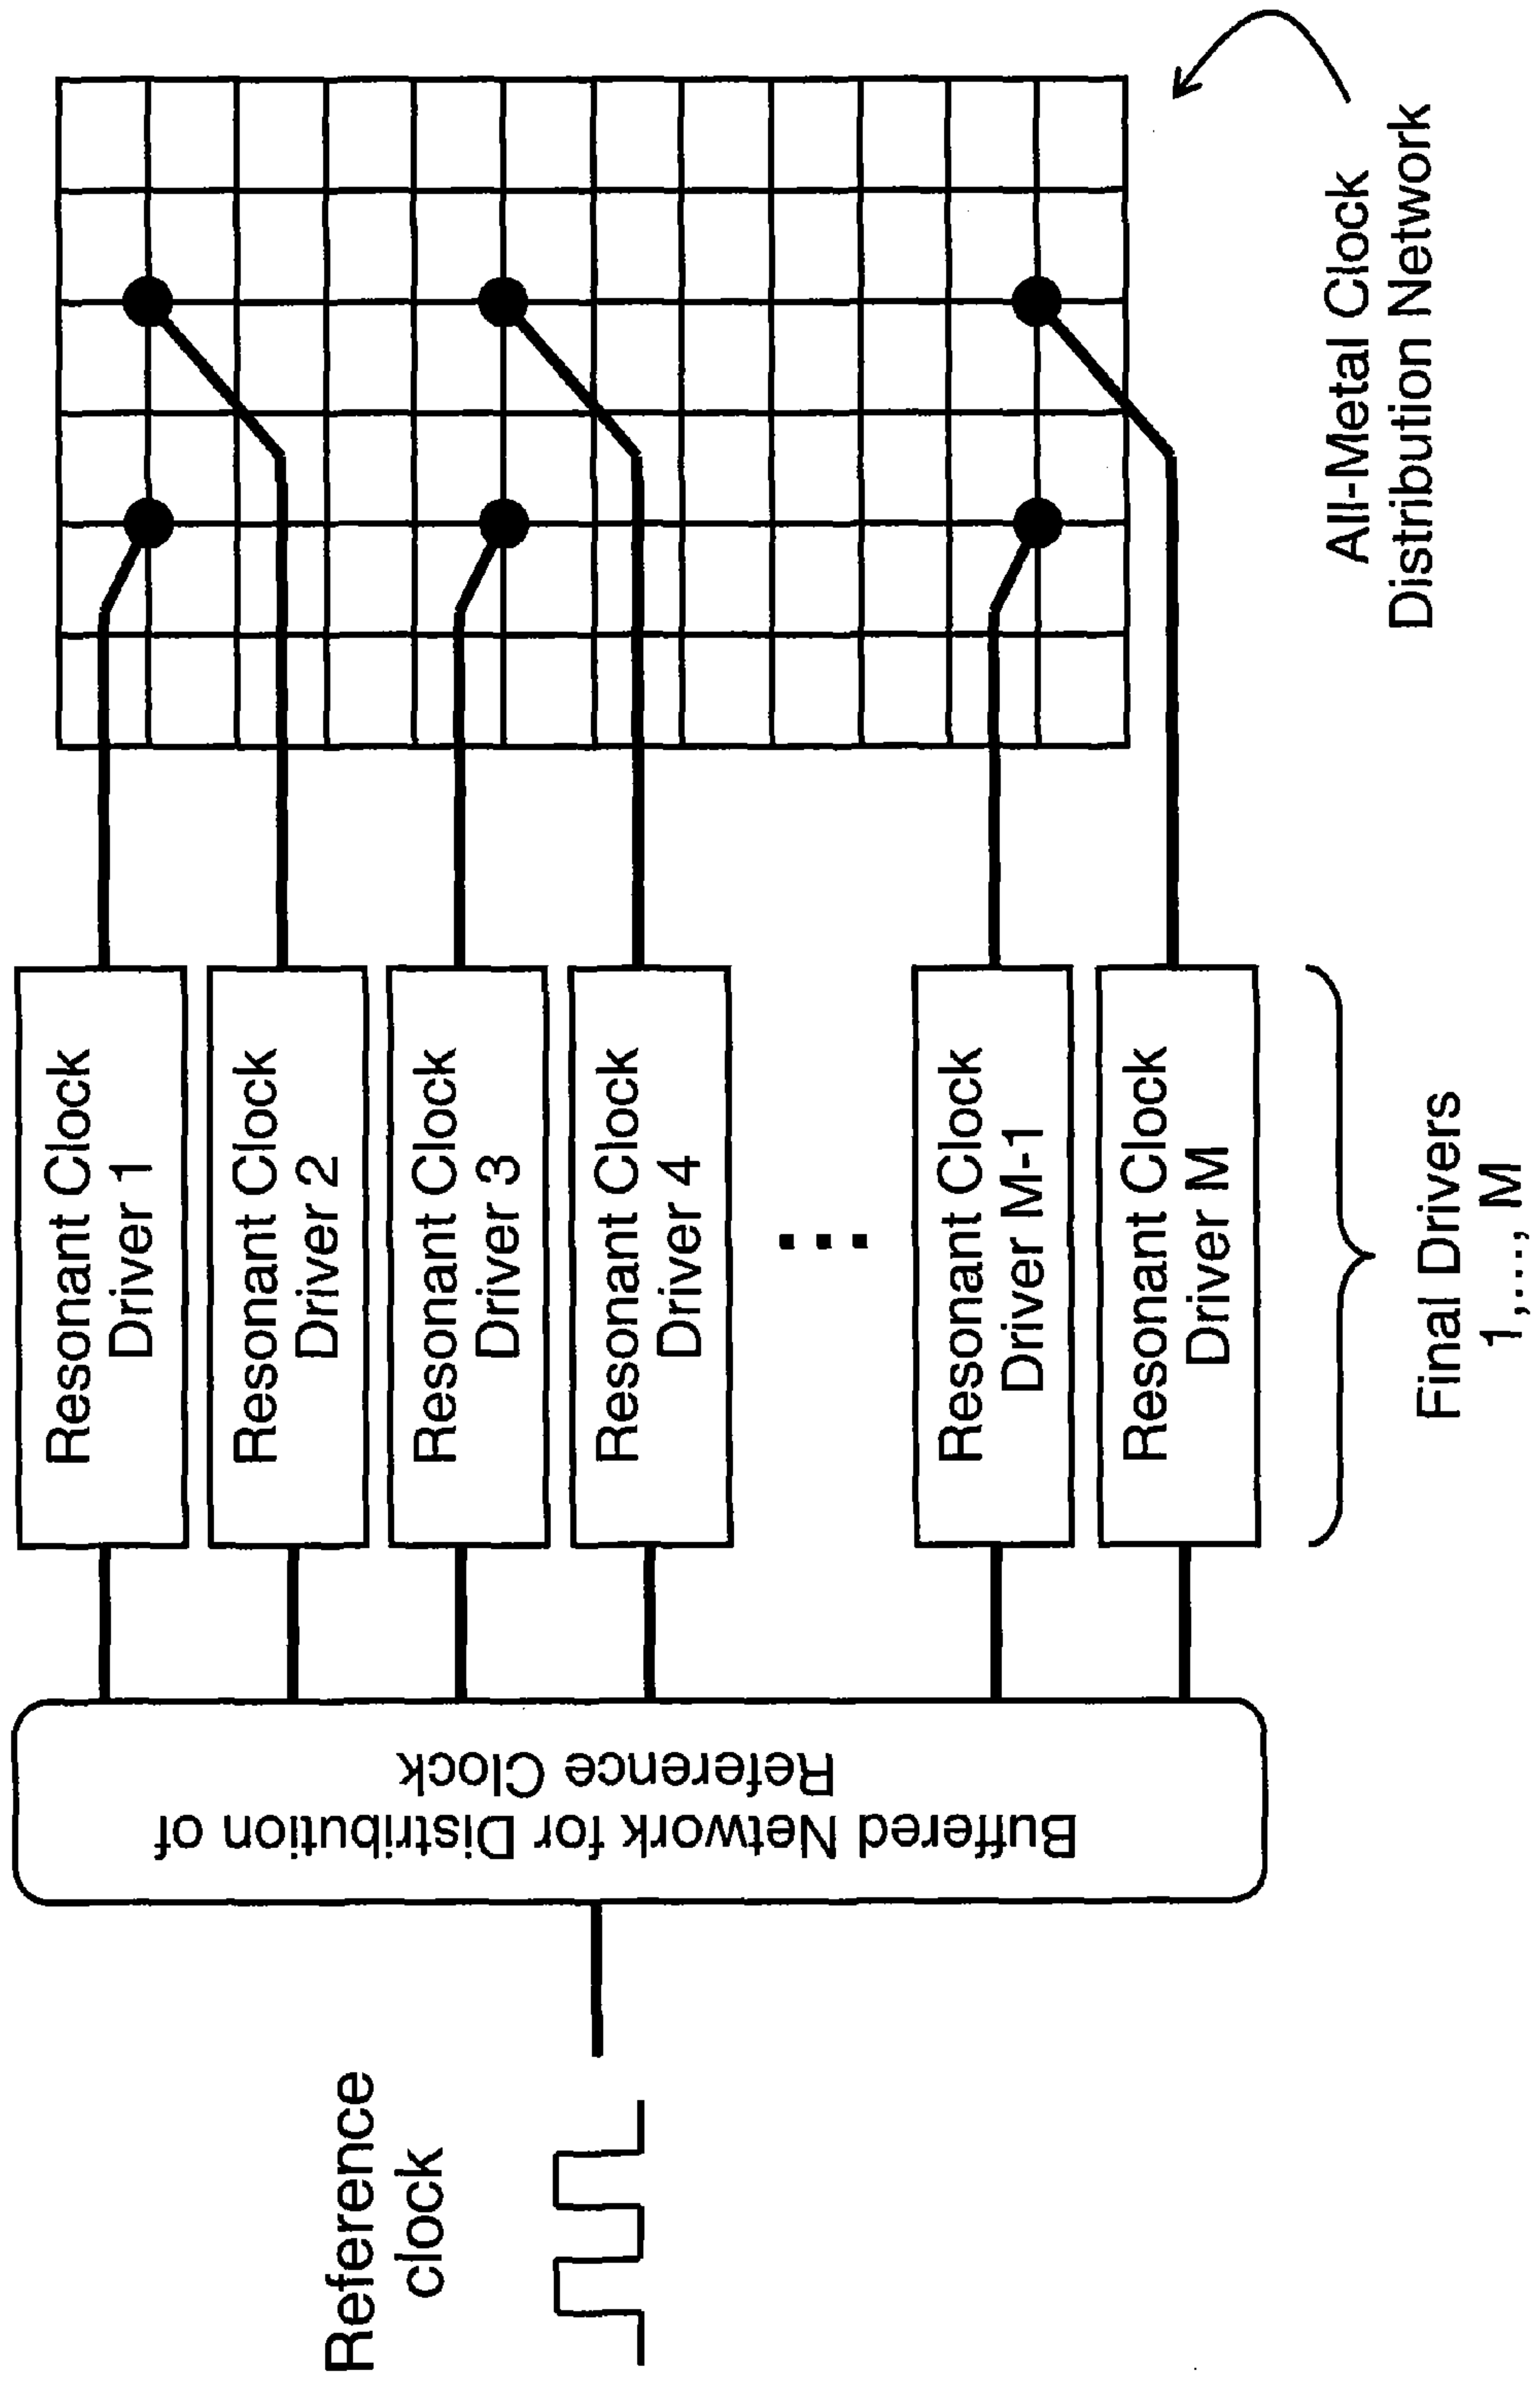 Reference
clock
Buffered Network for Distribution of
Reference Clock
Resonant Clock
Driver 1
Resonant Clock
Driver 2
Resonant Clock
Driver 3
Resonant Clock
Driver 4
Resonant Clock
Driver M-1
Resonant Clock
Driver M
Final Drivers
1,..., M
All-Metal Clock
Distribution Network